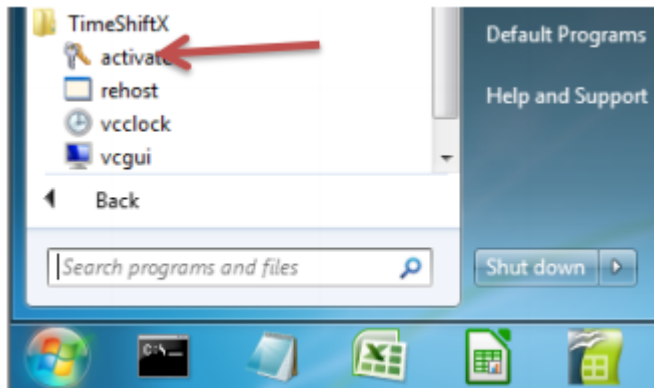 TimeShiftX
activate
rehost
vcclock
vcgui
Back
Search programs and files
Default Programs
Help and Support
Shut down
C:\